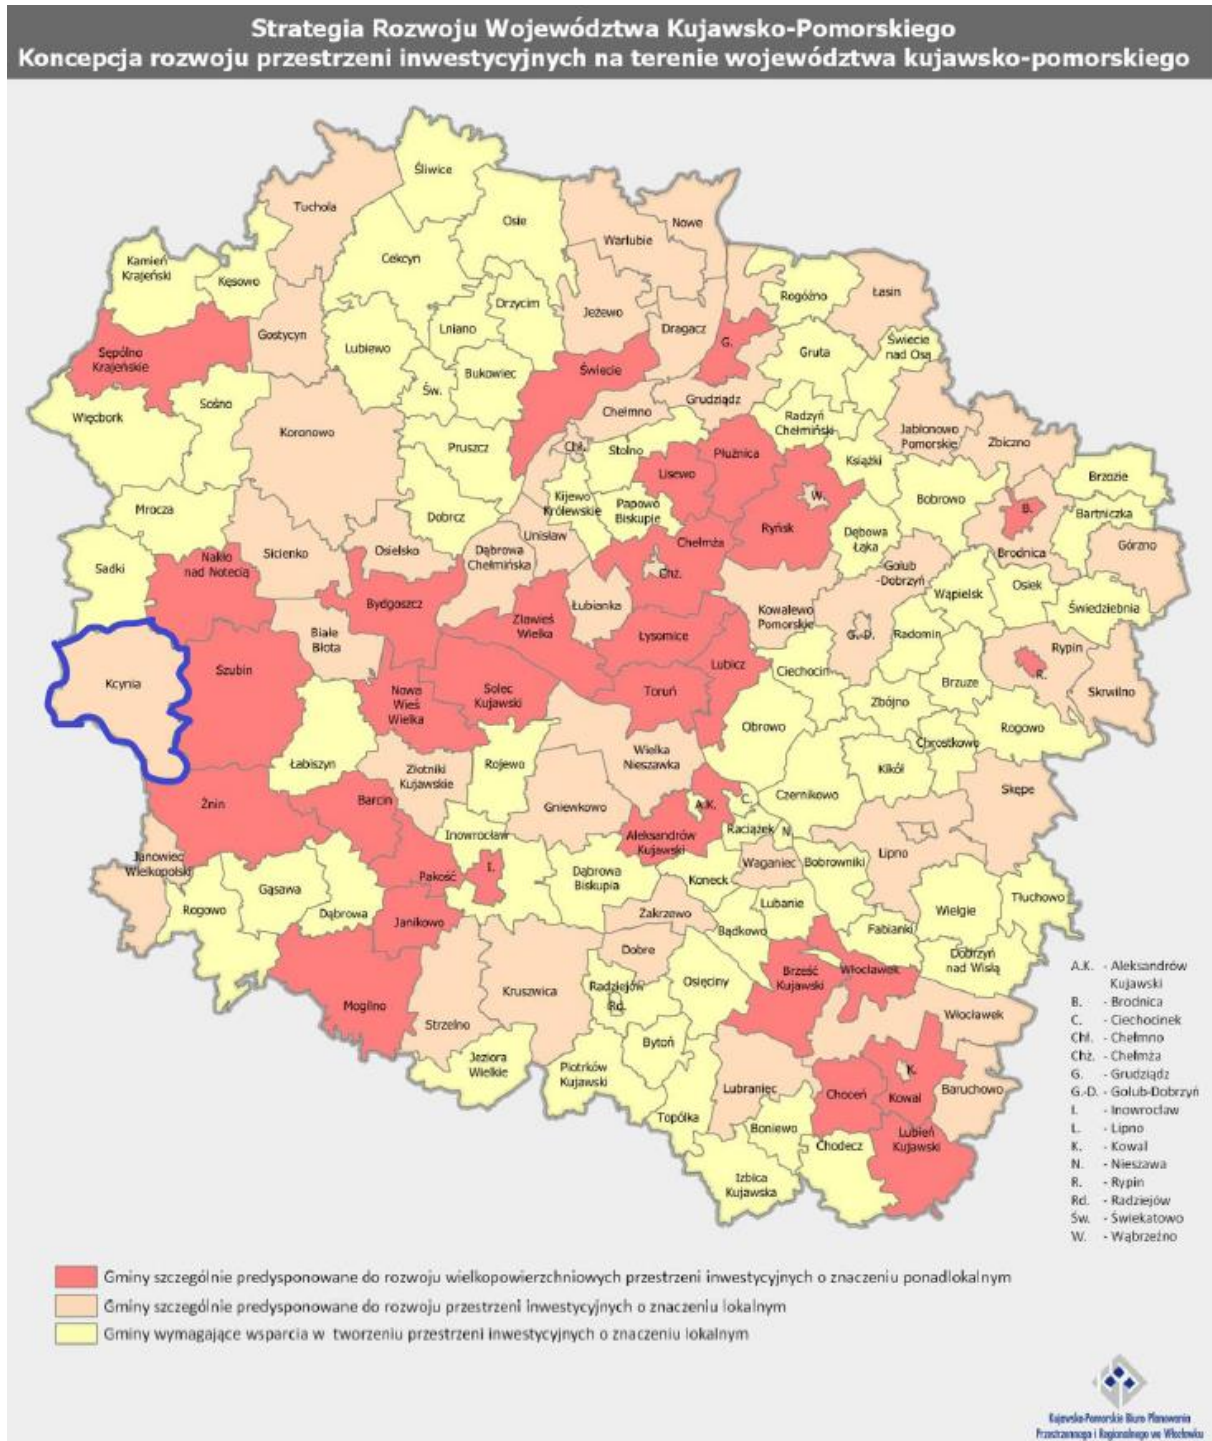 Strategia Rozwoju Województwa Kujawsko-Pomorskiego
Koncepcja rozwoju przestrzeni inwestycyjnych na terenie województwa kujawsko-pomorskiego
Śliwice
Tuchola
Osie
Nowe
Warlubie
Cekcyn
Kamień
Krajeński
Kęsowo
Rogóźno
Łasin
Drzycim
Jeżewo
Gostycyn
Lniano
Dragacz
Lubiewo
G.
Świecie
nad Osą
Gruta
Sępólno
Krajeńskie
Świecie
Bukowiec
Św.
Grudziądz
Sośno
Więcbork
Chełmno
Radzyń
Chełmiński
Koronowo
Jabłonowo
Pomorskie
Zbiczno
Pruszcz
Chł.
Stolno
Płużnica
Książki
Lisewo
Brzozie
Mrocza
Kijewo
Królewskie
Papowo
Biskupie
W.
Bobrowo
B.
Bartniczka
Dobrcz
Ryńsk
Dębowa
Łąka
Unisław
Chełmża
Sicienko
Osielsko
Dąbrowa
Chełmińska
Brodnica
Górzno
Nakło
nad Notecią
Sadki
Chż.
Golub
-Dobrzyń
Osiek
Wąpielsk
Bydgoszcz
Łubianka
Kowalewo
Pomorskie
Świedziebnia
Zławieś
Wielka
Białe
Błota
Łysomice
G.-D.
Radomin
Rypin
Szubin
Lubicz
Ciechocin
R.
Kcynia
Nowa
Wieś
Wielka
Solec
Kujawski
Toruń
Brzuze
Skrwilno
Zbójno
Obrowo
Rogowo
Chrostkowo
Wielka
Nieszawka
Łabiszyn
Złotniki
Kujawskie
Rojewo
Kikół
Skępe
Żnin
Barcin
Gniewkowo
A.K.
C.
Czernikowo
Inowrocław
Aleksandrów
Kujawski
Raciążek
N.
Janowiec
Wielkopolski
Lipno
Waganiec
Bobrowniki
Pakość
I.
Dąbrowa
Biskupia
Koneck
Gąsawa
Tłuchowo
Rogowo
Dąbrowa
Janikowo
Zakrzewo
Lubanie
Wielgie
Bądkowo
Fabianki
Dobre
Dobrzyń
nad Wisłą
Brześć
Kujawski
Włocławek
Osięciny
Radziejów
Rd.
Kruszwica
Mogilno
Strzelno
Włocławek
Bytoń
Jeziora
Wielkie
Piotrków
Kujawski
K.
Lubraniec
Choceń
Kowal
Baruchowo
Topólka
Boniewo
Lubień
Kujawski
Chodecz
Izbica
Kujawska
A.K. - Aleksandrów
Kujawski
B. - Brodnica
C. - Ciechocinek
Chł. - Chełmno
Chż. - Chełmża
G. - Grudziądz
G.-D. - Golub-Dobrzyń
I. - Inowrocław
L. - Lipno
K. - Kowal
N. - Nieszawa
R. - Rypin
Rd. - Radziejów
Św. - Świekatowo
W. - Wąbrzeźno
Gminy szczególnie predysponowane do rozwoju wielkopowierzchniowych przestrzeni inwestycyjnych o znaczeniu ponadlokalnym
Gminy szczególnie predysponowane do rozwoju przestrzeni inwestycyjnych o znaczeniu lokalnym
Gminy wymagające wsparcia w tworzeniu przestrzeni inwestycyjnych o znaczeniu lokalnym
Kujawsko-Pomorskie Biuro Planowania
Przestrzennego i Regionalnego we Włocławku